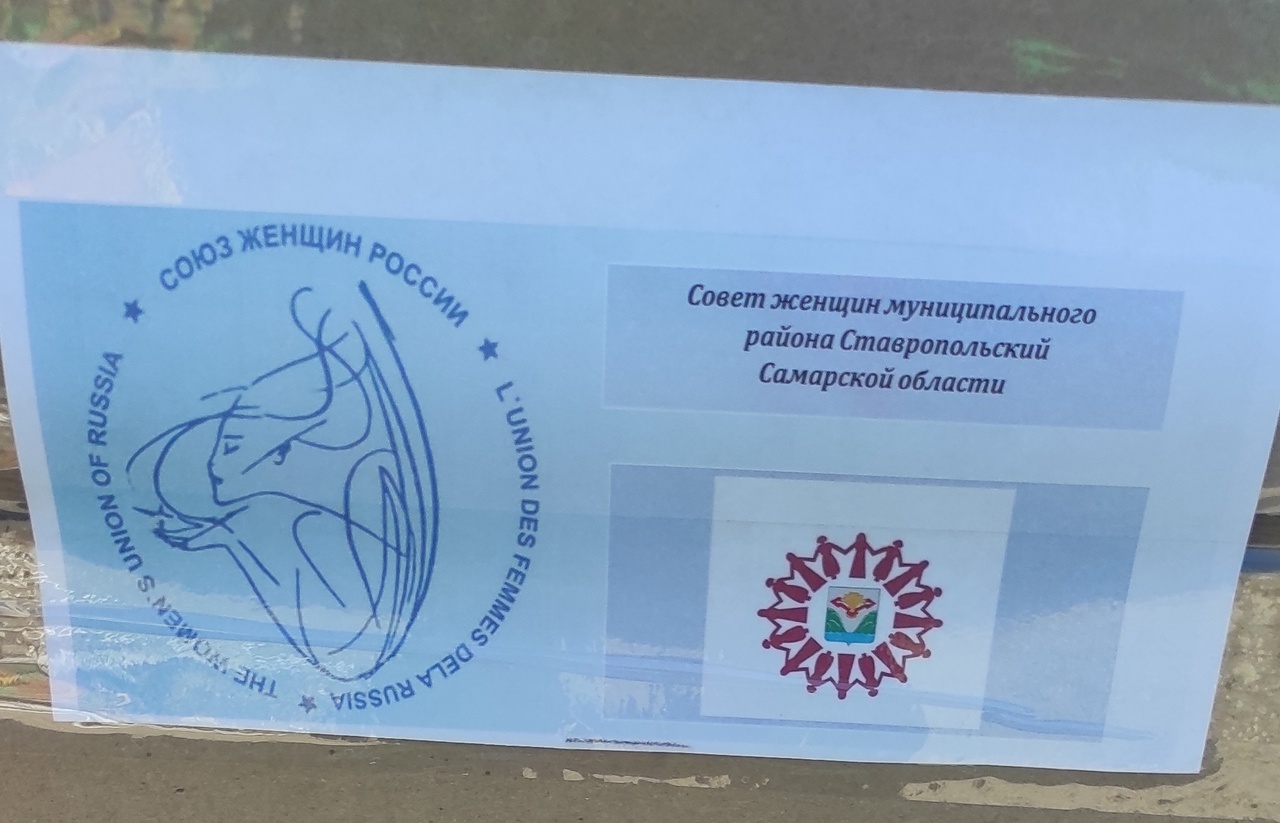 СОЮЗ ЖЕНЩИН РОССИИ
L'UNION DES FEMMES DELA RUSSIA
THE WOMEN'S UNION OF RUSSIA
Совет женщин муниципального
района Ставропольский
Самарской области